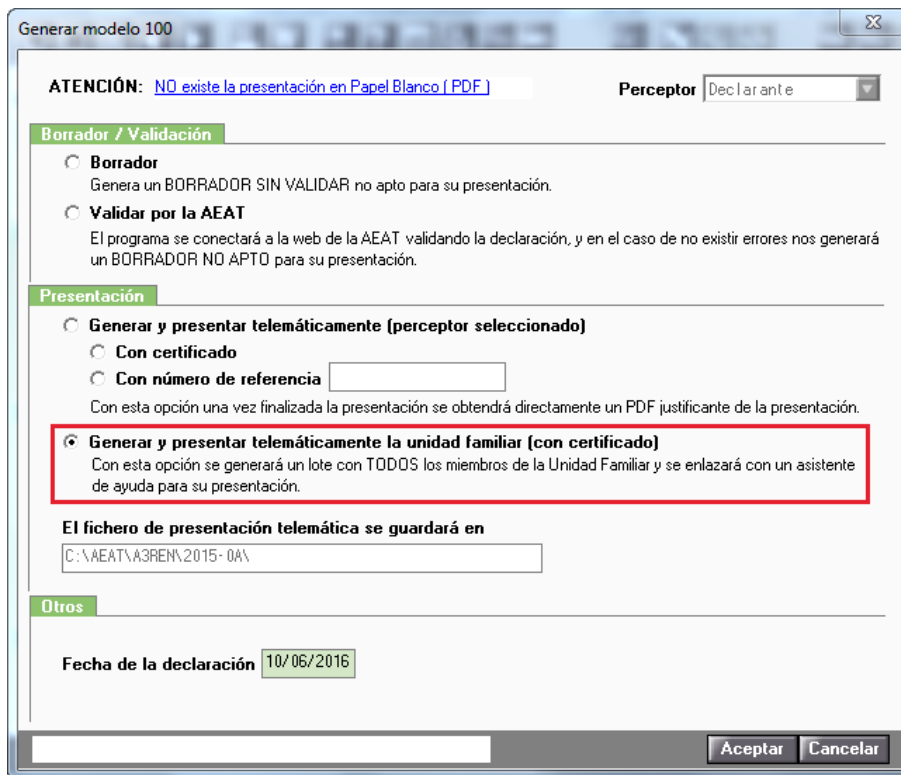 Generar modelo 100
ATENCIÓN: NO existe la presentación en Papel Blanco ( PDF )
Perceptor Declarante
Borrador / Validación
Borrador
Genera un BORRADOR SIN VALIDAR no apto para su presentación.
Validar por la AEAT
El programa se conectará a la web de la AEAT validando la declaración, y en el caso de no existir errores nos generará
un BORRADOR NO APTO para su presentación.
Presentación
Generar y presentar telemáticamente (perceptor seleccionado)
Con certificado
Con número de referencia
Con esta opción una vez finalizada la presentación se obtendrá directamente un PDF justificante de la presentación.
Generar y presentar telemáticamente la unidad familiar (con certificado)
Con esta opción se generará un lote con TODOS los miembros de la Unidad Familiar y se enlazará con un asistente
de ayuda para su presentación.
El fichero de presentación telemática se guardará en
C:\AEAT\A3REN\2015-0A\
Otros
Fecha de la declaración 10/06/2016
Aceptar Cancelar